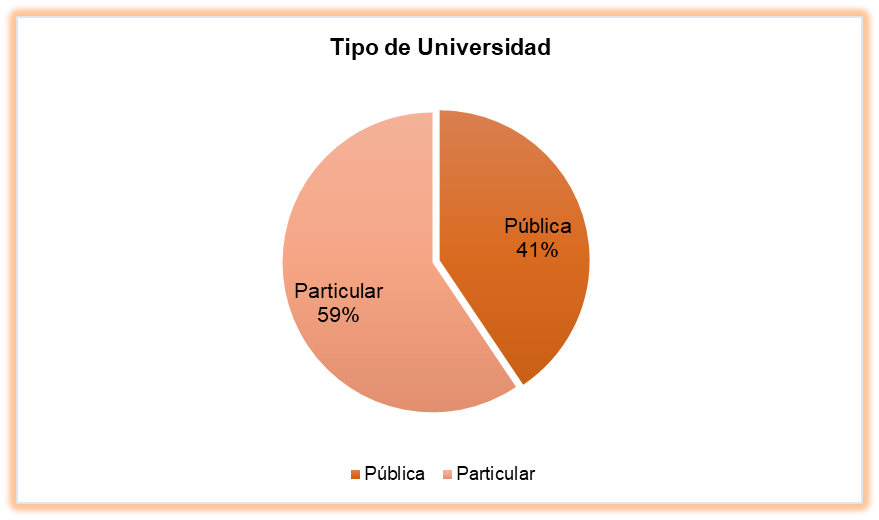 Tipo de Universidad
Pública
41%
Particular
59%
Pública Particular